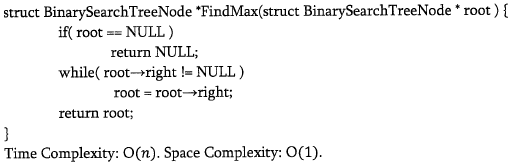 struct BinarySearchTreeNode *FindMax(struct BinarySearchTreeNode * root ) {
if( root == NULL )
return NULL;
while( root→right != NULL )
root = root→right;
return root;
}
Time Complexity: O(n). Space Complexity: O(1).